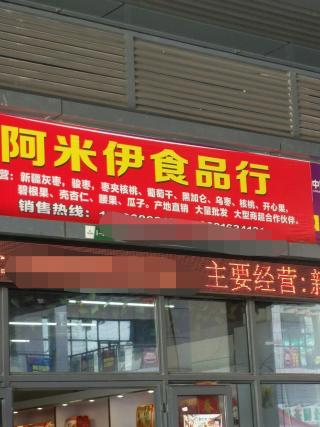 阿米伊食品行
营：新疆灰枣，骏枣，枣夹核桃、葡萄干、黑加仑、乌枣、核桃、开心果，
碧根果、壳杏仁、腰果、瓜子。产地直销 大量批发 大型商超合作伙伴。
销售热线：
主要经营:新